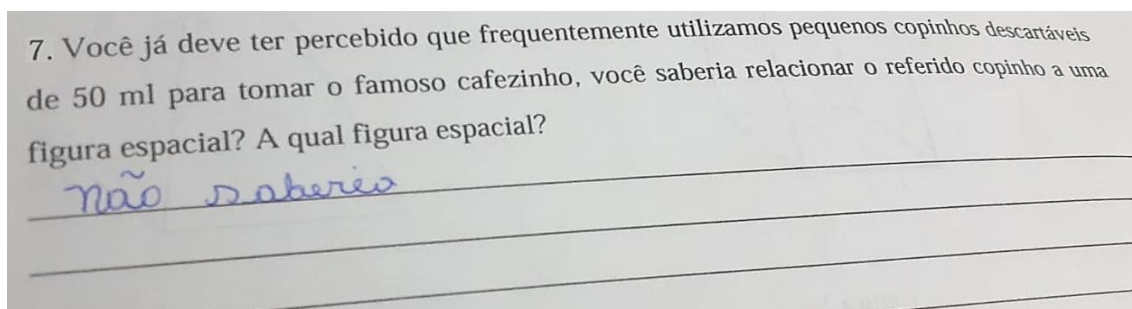 7. Você já deve ter percebido que frequentemente utilizamos pequenos copinhos descartáveis
de 50 ml para tomar o famoso cafezinho, você saberia relacionar o referido copinho a uma
figura espacial? A qual figura espacial?
não saberia